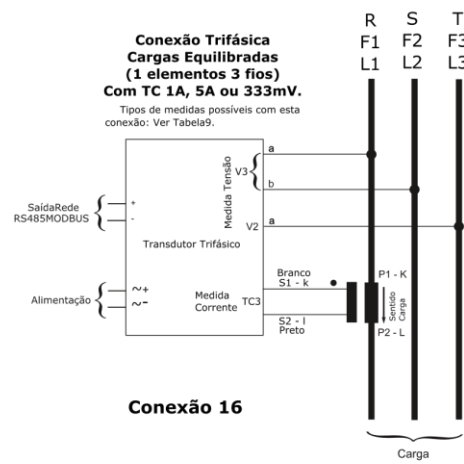 R S T
F1 F2 F3
L1 L2 L3
Conexão Trifásica
Cargas Equilibradas
(1 elementos 3 fios)
Com TC 1A, 5A ou 333mV.
Tipos de medidas possíveis com esta
conexão: Ver Tabela9.
a
V3
b
Medida Tensão
V2
a
SaídaRede
RS485MODBUS
+
-
Transdutor Trifásico
Alimentação
~+
~-
Medida
Corrente
TC3
Branco
S1 - k
S2 - l
Preto
P1 - K
Sentido
Carga
P2 - L
Conexão 16
Carga